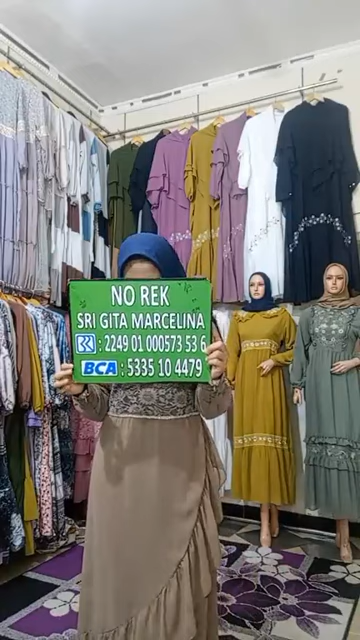 NO REK
SRI GITA MARCELINA
: 2249 01 000573 53 6
BCA : 5335 10 4479